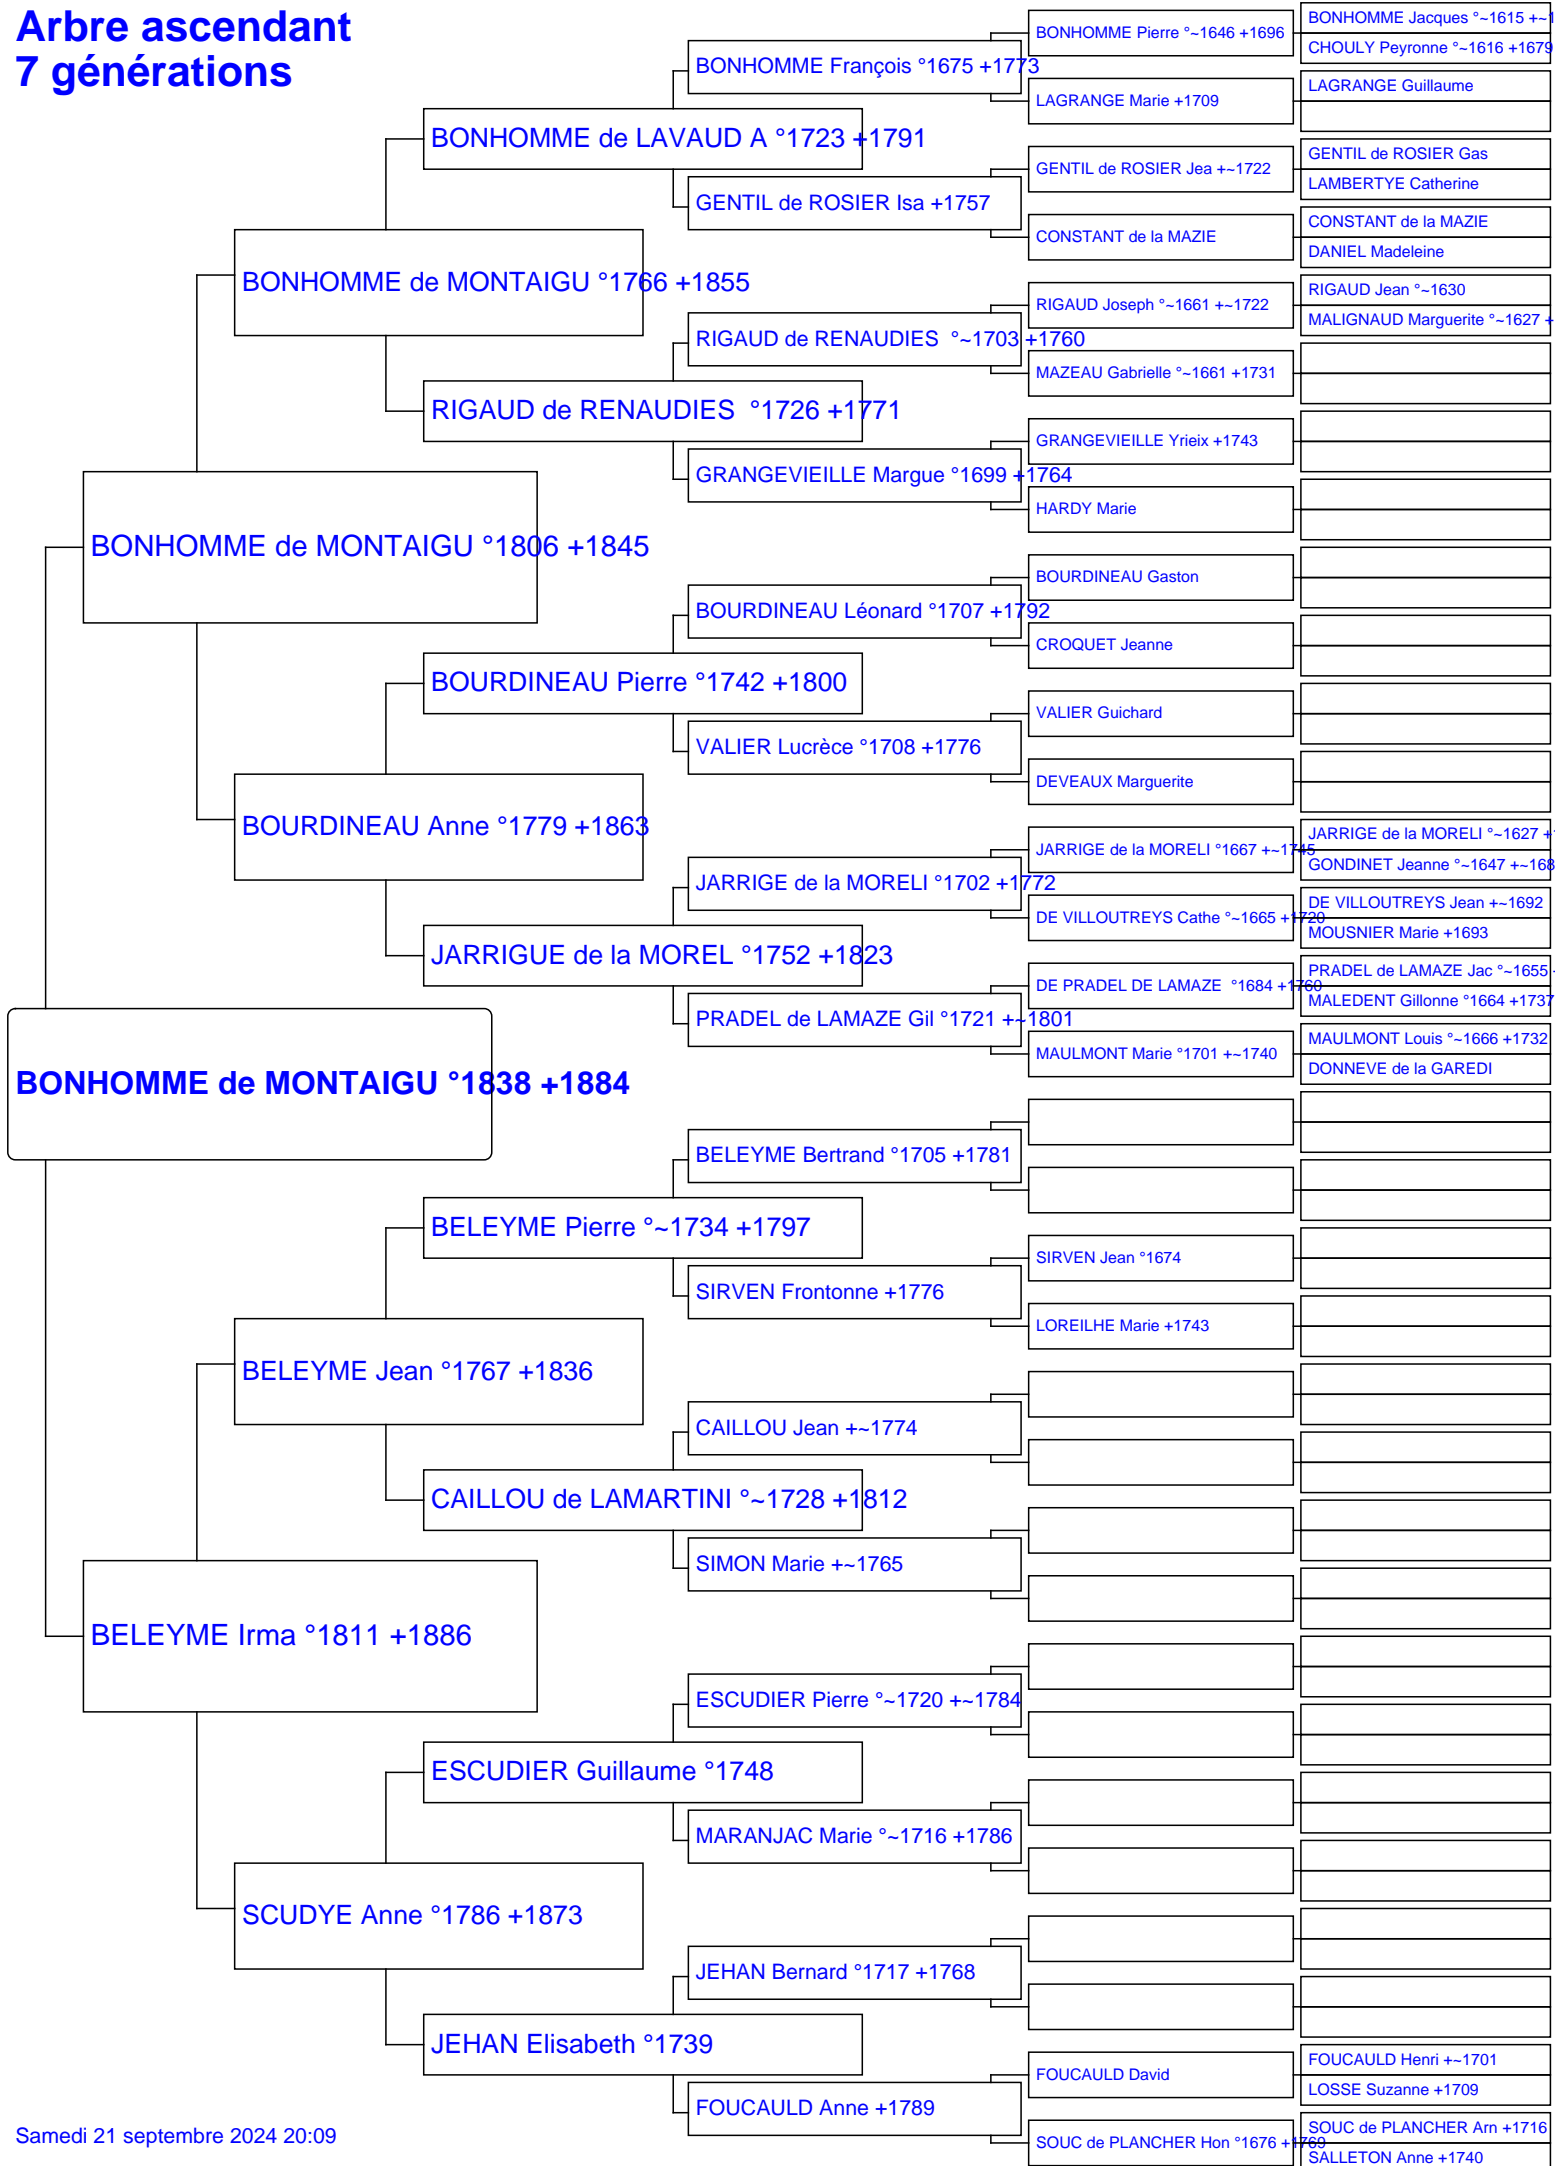 Arbre ascendant
7 générations
BONHOMME de MONTAIGU °1838 +1884
BONHOMME de MONTAIGU °1806 +1845
BELEYME Irma °1811 +1886
BONHOMME de MONTAIGU °1766 +1855
BOURDINEAU Anne °1779 +1863
BELEYME Jean °1767 +1836
SCUDYE Anne °1786 +1873
BONHOMME de LAVAUD A °1723 +1791
RIGAUD de RENAUDIES  °1726 +1771
BOURDINEAU Pierre °1742 +1800
JARRIGUE de la MOREL °1752 +1823
BELEYME Pierre °~1734 +1797
CAILLOU de LAMARTINI °~1728 +1812
ESCUDIER Guillaume °1748
JEHAN Elisabeth °1739
BONHOMME François °1675 +1773
GENTIL de ROSIER Isa +1757
RIGAUD de RENAUDIES  °~1703 +1760
GRANGEVIEILLE Margue °1699 +1764
BOURDINEAU Léonard °1707 +1792
VALIER Lucrèce °1708 +1776
JARRIGE de la MORELI °1702 +1772
PRADEL de LAMAZE Gil °1721 +~1801
BELEYME Bertrand °1705 +1781
SIRVEN Frontonne +1776
CAILLOU Jean +~1774
SIMON Marie +~1765
ESCUDIER Pierre °~1720 +~1784
MARANJAC Marie °~1716 +1786
JEHAN Bernard °1717 +1768
FOUCAULD Anne +1789
BONHOMME Pierre °~1646 +1696
LAGRANGE Marie +1709
GENTIL de ROSIER Jea +~1722
CONSTANT de la MAZIE
RIGAUD Joseph °~1661 +~1722
MAZEAU Gabrielle °~1661 +1731
GRANGEVIEILLE Yrieix +1743
HARDY Marie
BOURDINEAU Gaston
CROQUET Jeanne
VALIER Guichard
DEVEAUX Marguerite
JARRIGE de la MORELI °1667 +~1745
DE VILLOUTREYS Cathe °~1665 +1720
DE PRADEL DE LAMAZE  °1684 +1760
MAULMONT Marie °1701 +~1740
SIRVEN Jean °1674
LOREILHE Marie +1743
FOUCAULD David
SOUC de PLANCHER Hon °1676 +1769
BONHOMME Jacques °~1615 +~1
CHOULY Peyronne °~1616 +1679
LAGRANGE Guillaume
GENTIL de ROSIER Gas
LAMBERTYE Catherine
CONSTANT de la MAZIE
DANIEL Madeleine
RIGAUD Jean °~1630
MALIGNAUD Marguerite °~1627 +
JARRIGE de la MORELI °~1627 +
GONDINET Jeanne °~1647 +~168
DE VILLOUTREYS Jean +~1692
MOUSNIER Marie +1693
PRADEL de LAMAZE Jac °~1655
MALEDENT Gillonne °1664 +1737
MAULMONT Louis °~1666 +1732
DONNEVE de la GAREDI
FOUCAULD Henri +~1701
LOSSE Suzanne +1709
SOUC de PLANCHER Arn +1716
SALLETON Anne +1740
Samedi 21 septembre 2024 20:09